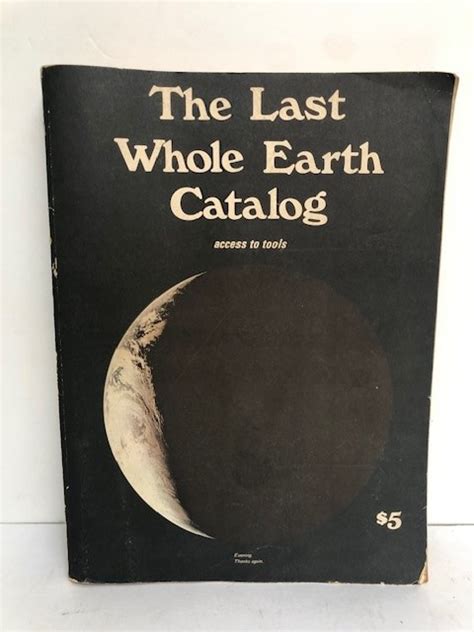 The Last
Whole Earth
Catalog
access to tools
$5
Evening
Thanks again.